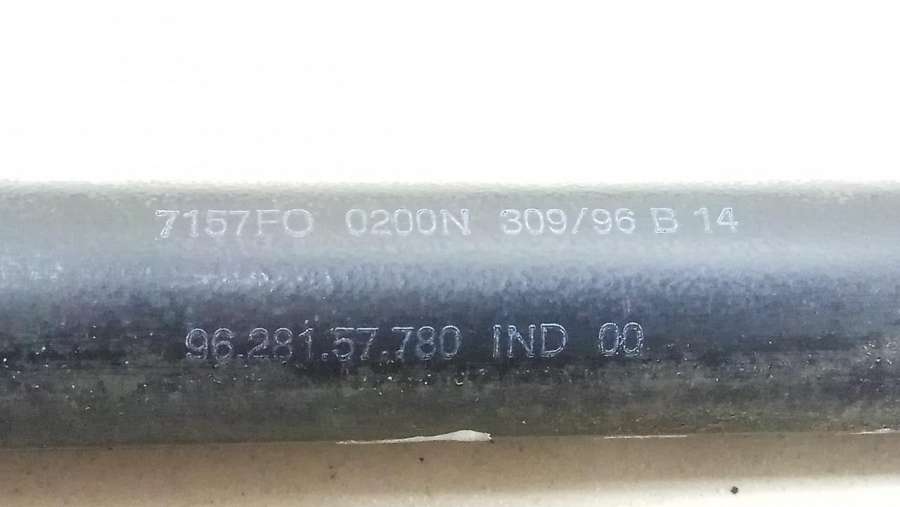 7157FO 0200N 309/96 B 14
96.281.57.780 IND 00